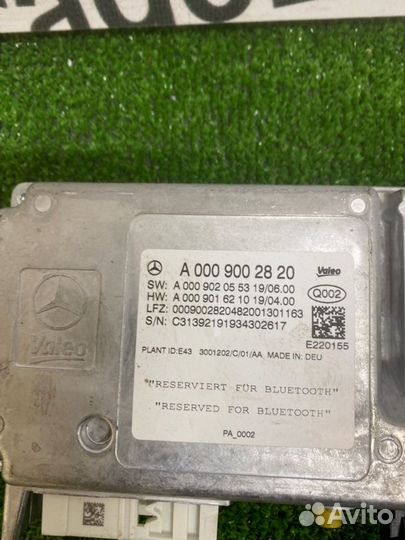 A 000 900 28 20 Valeo
SW: A 000 902 05 53 19/06.00
HW: A 000 901 62 10 19/04.00 Q002
LFZ: 0009002820482001301163
S/N: C31392191934302617
E220155
PLANT ID:E43 3001202/C/01/AA MADE IN: DEU
"RESERVIERT FÜR BLUETOOTH"
"RESERVED FOR BLUETOOTH"
PA_0002
Valeo
Avito